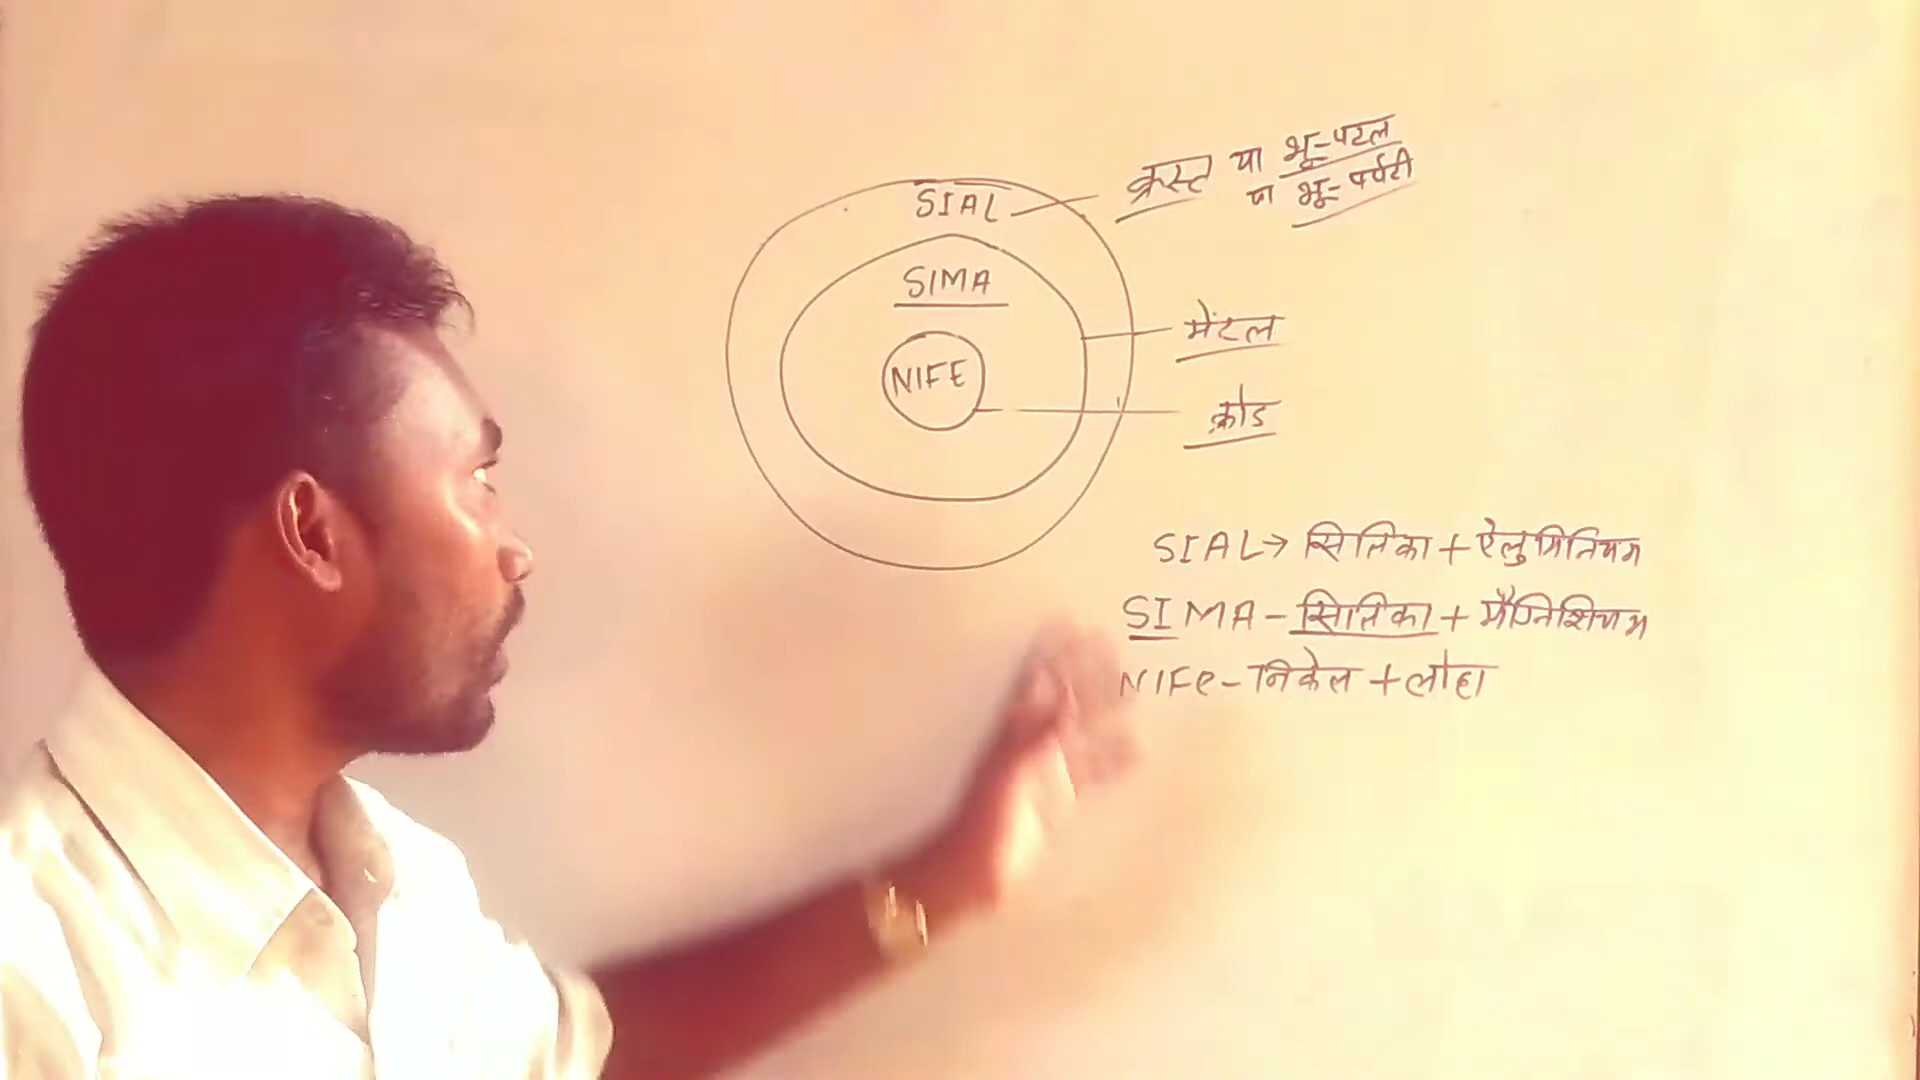 SIAL
क्रस्ट या भू-पटल
या भू-पर्पटी
SIMA
मेंटल
NIFE
क्रोड
SIAL→ सिलिका + ऐलुमिनियम
SIMA - सिलिका + मैग्निशियम
NIFe - निकेल + लोहा